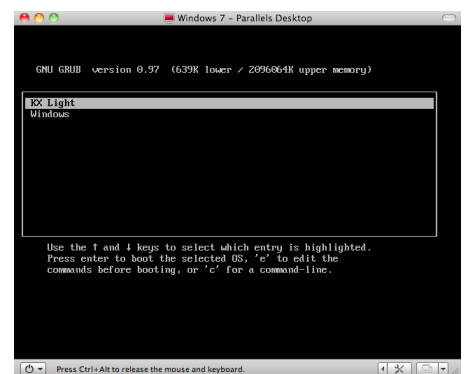 Windows 7 - Parallels Desktop
GNU GRUB version 0.97 (639K lower / 2096064K upper memory)
KX Light
Windows
Use the ↑ and ↓ keys to select which entry is highlighted.
Press enter to boot the selected OS, 'e' to edit the
commands before booting, or 'c' for a command-line.
Press Ctrl+Alt to release the mouse and keyboard.